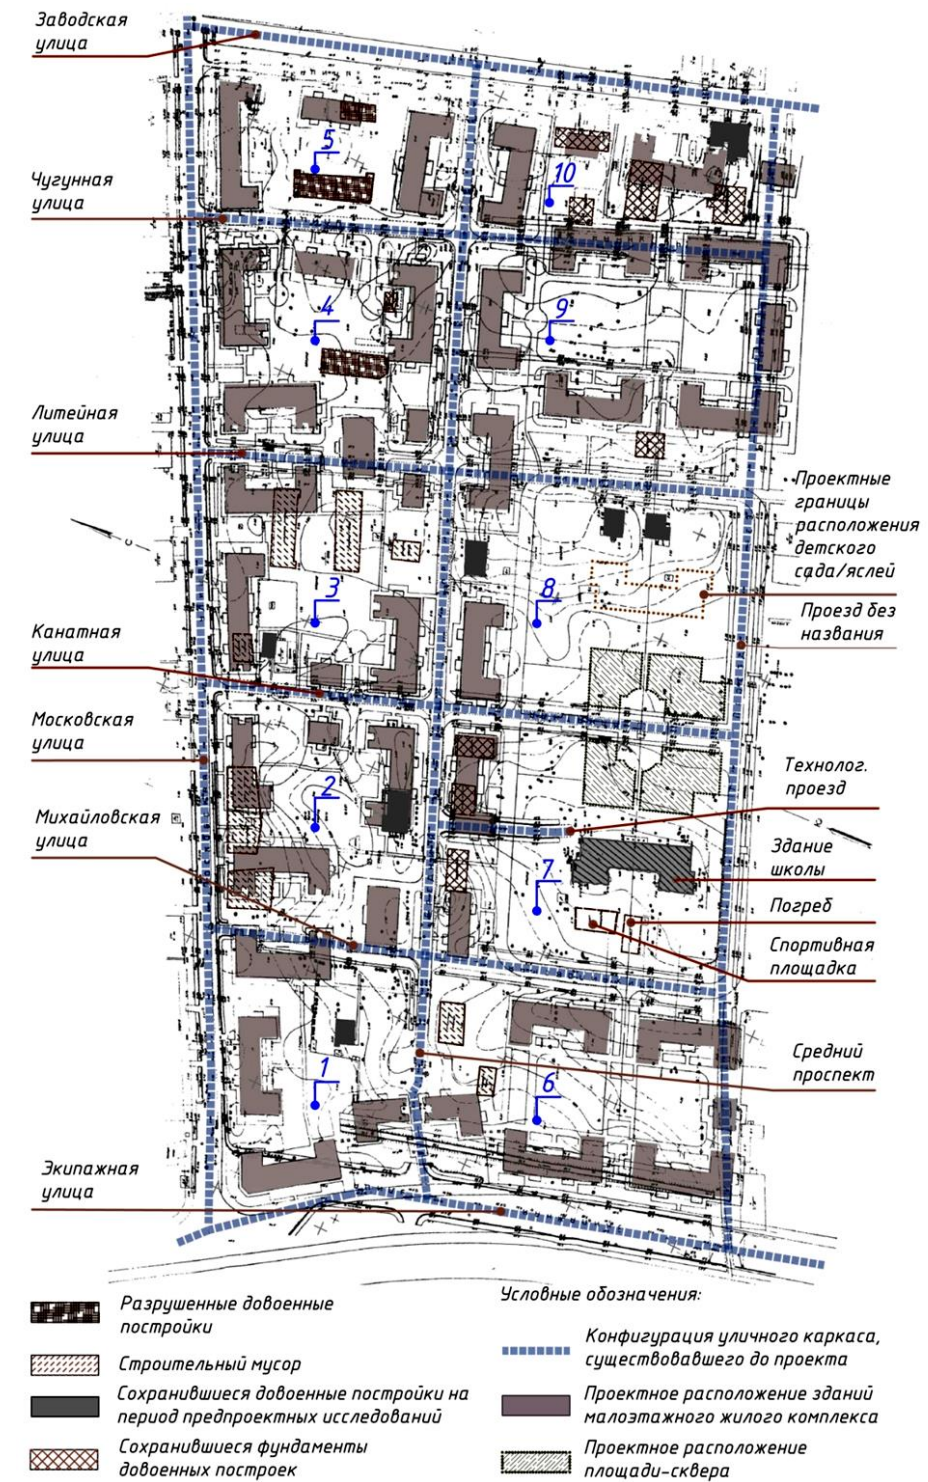 Заводская
улица
5
10
Чугунная
улица
4
9
Литейная
улица
Проектные
границы
расположения
детского
сада/яслей
3
8
Проезд без
названия
Канатная
улица
Московская
улица
2
Технолог.
проезд
Михайловская
улица
7
Здание
школы
Погреб
Спортивная
площадка
1
6
Средний
проспект
Экипажная
улица
Разрушенные довоенные
постройки
Строительный мусор
Сохранившиеся довоенные постройки на
период предпроектных исследований
Сохранившиеся фундаменты
довоенных построек
Условные обозначения:
Конфигурация уличного каркаса,
существовавшего до проекта
Проектное расположение зданий
малоэтажного жилого комплекса
Проектное расположение
площади-сквера